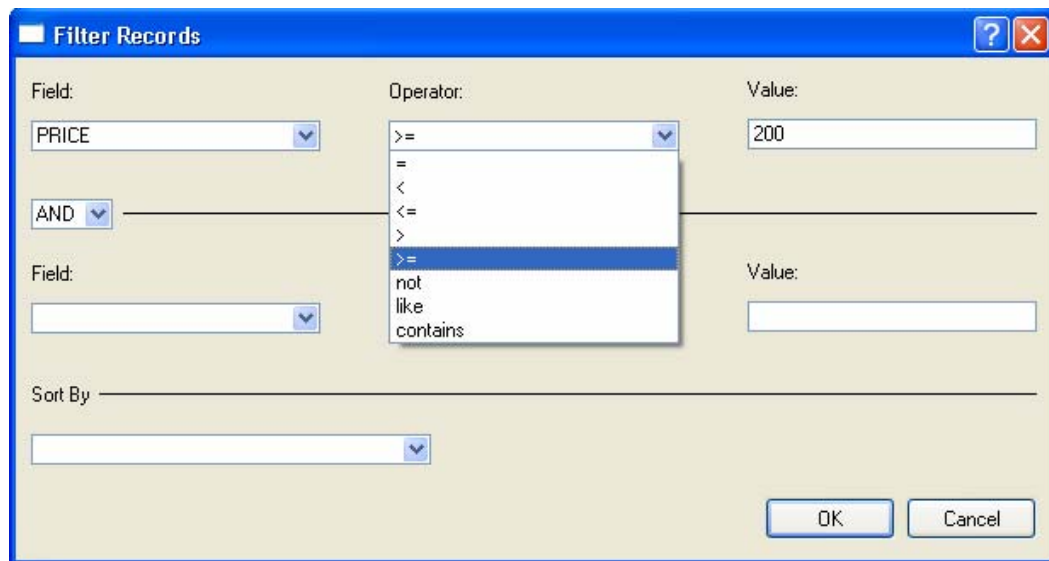 Filter Records
Field: Operator: Value:
PRICE >= 200
=
<
<=
>
>=
not
like
contains
AND
Field: Value:
Sort By
OK Cancel